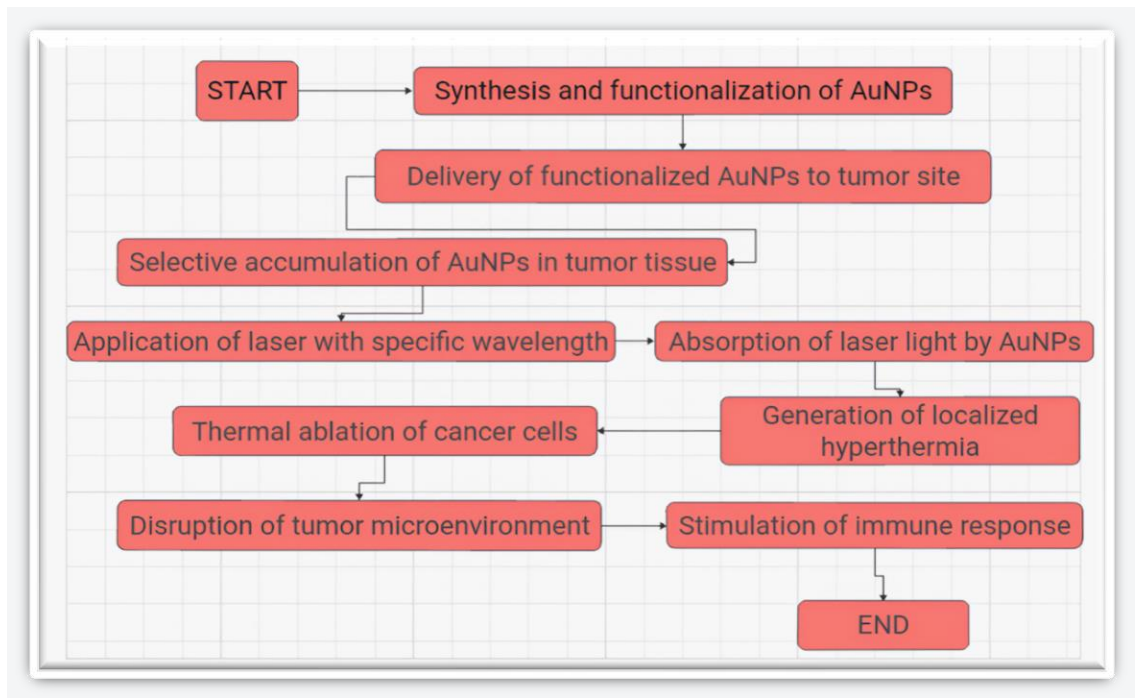 START
Synthesis and functionalization of AuNPs
Delivery of functionalized AuNPs to tumor site
Selective accumulation of AuNPs in tumor tissue
Application of laser with specific wavelength
Absorption of laser light by AuNPs
Generation of localized
hyperthermia
Thermal ablation of cancer cells
Disruption of tumor microenvironment
Stimulation of immune response
END